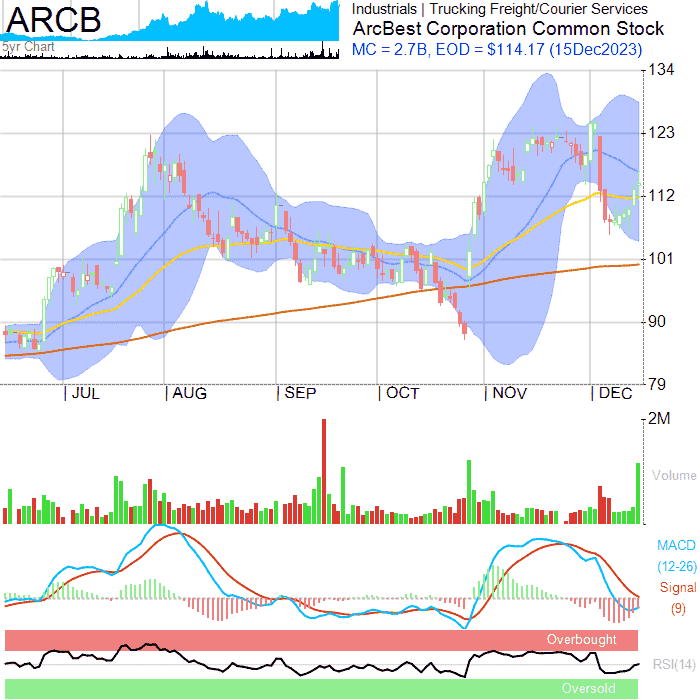 ARCB
5yr Chart
Industrials | Trucking Freight/Courier Services
ArcBest Corporation Common Stock
MC = 2.7B, EOD = $114.17 (15Dec2023)
134
123
112
101
90
79
JUL
AUG
SEP
OCT
NOV
DEC
2M
Volume
MACD
(12-26)
Signal
(9)
Overbought
RSI(14)
Oversold